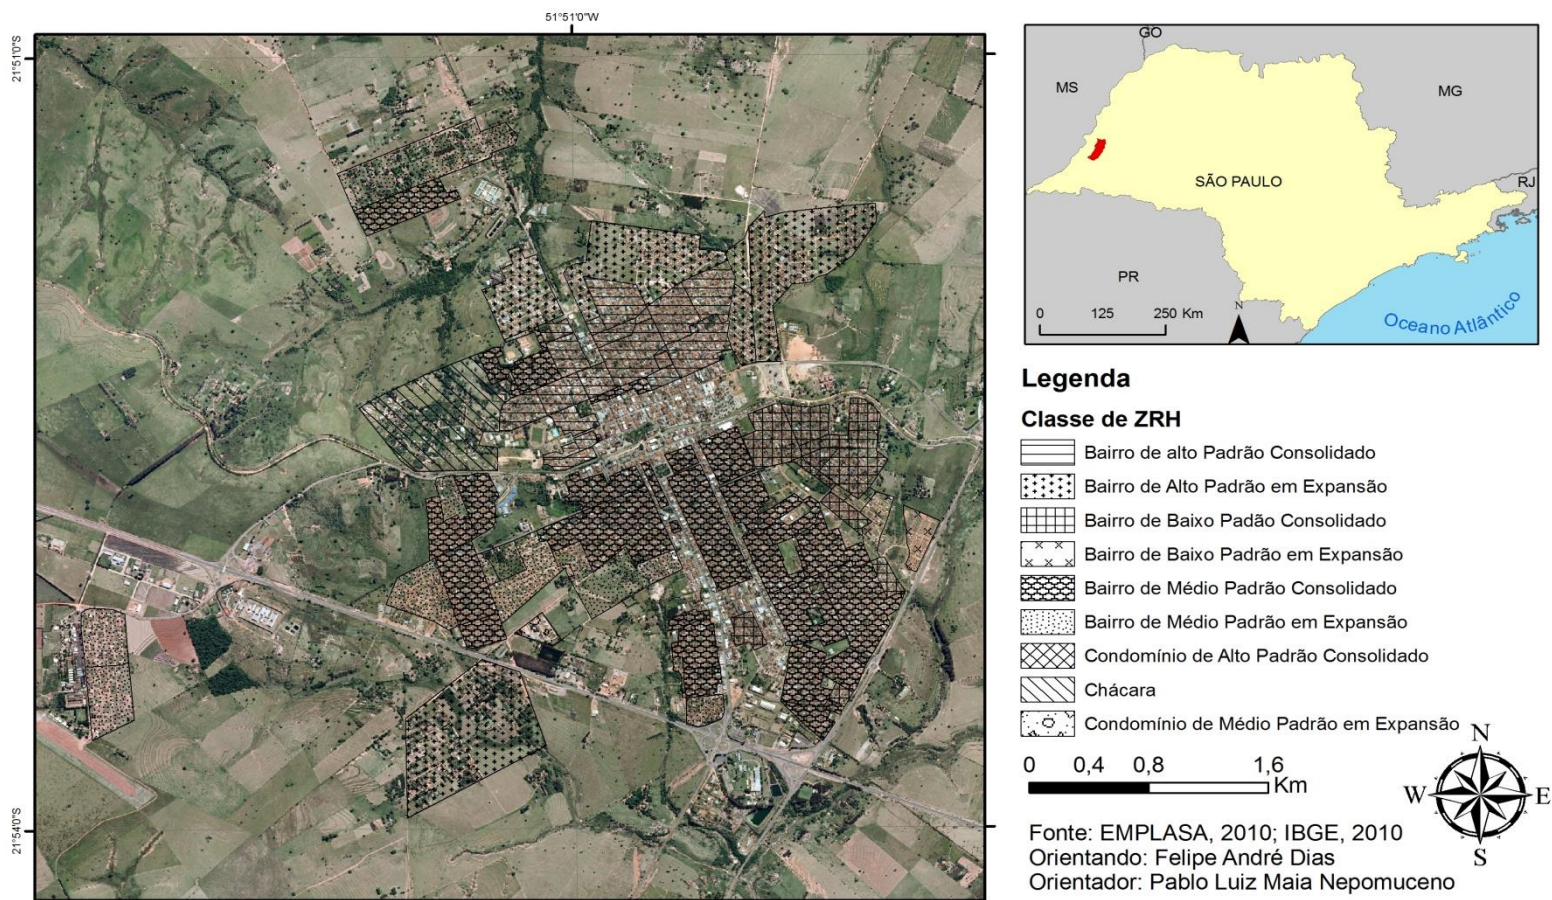 51°51'0"W
21°51'0"S
21°54'0"S
GO
MS
MG
SÃO PAULO
RJ
PR
N
0 125 250 Km
Oceano Atlântico
Legenda
Classe de ZRH
Bairro de alto Padrão Consolidado
Bairro de Alto Padrão em Expansão
Bairro de Baixo Padão Consolidado
Bairro de Baixo Padrão em Expansão
Bairro de Médio Padrão Consolidado
Bairro de Médio Padrão em Expansão
Condomínio de Alto Padrão Consolidado
Chácara
Condomínio de Médio Padrão em Expansão
0 0,4 0,8 1,6
Km
N
W E
S
Fonte: EMPLASA, 2010; IBGE, 2010
Orientando: Felipe André Dias
Orientador: Pablo Luiz Maia Nepomuceno